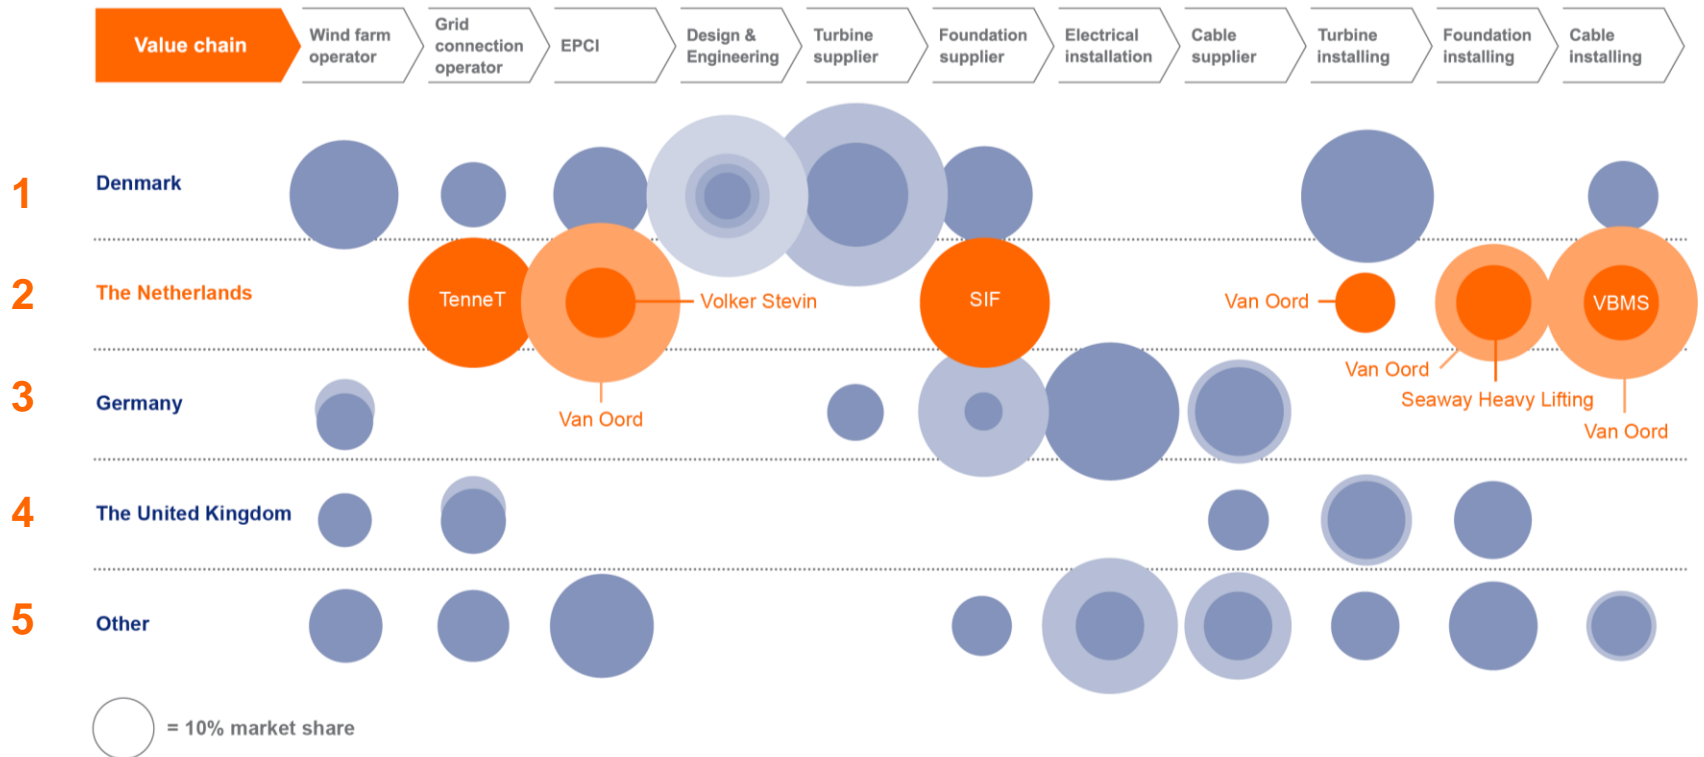 Value chain
Wind farm
operator
Grid
connection
operator
EPCI
Design &
Engineering
Turbine
supplier
Foundation
supplier
Electrical
installation
Cable
supplier
Turbine
installing
Foundation
installing
Cable
installing
1
Denmark
2
The Netherlands
TenneT
Volker Stevin
Van Oord
SIF
Van Oord
Van Oord
Seaway Heavy Lifting
VBMS
Van Oord
3
Germany
4
The United Kingdom
5
Other
= 10% market share